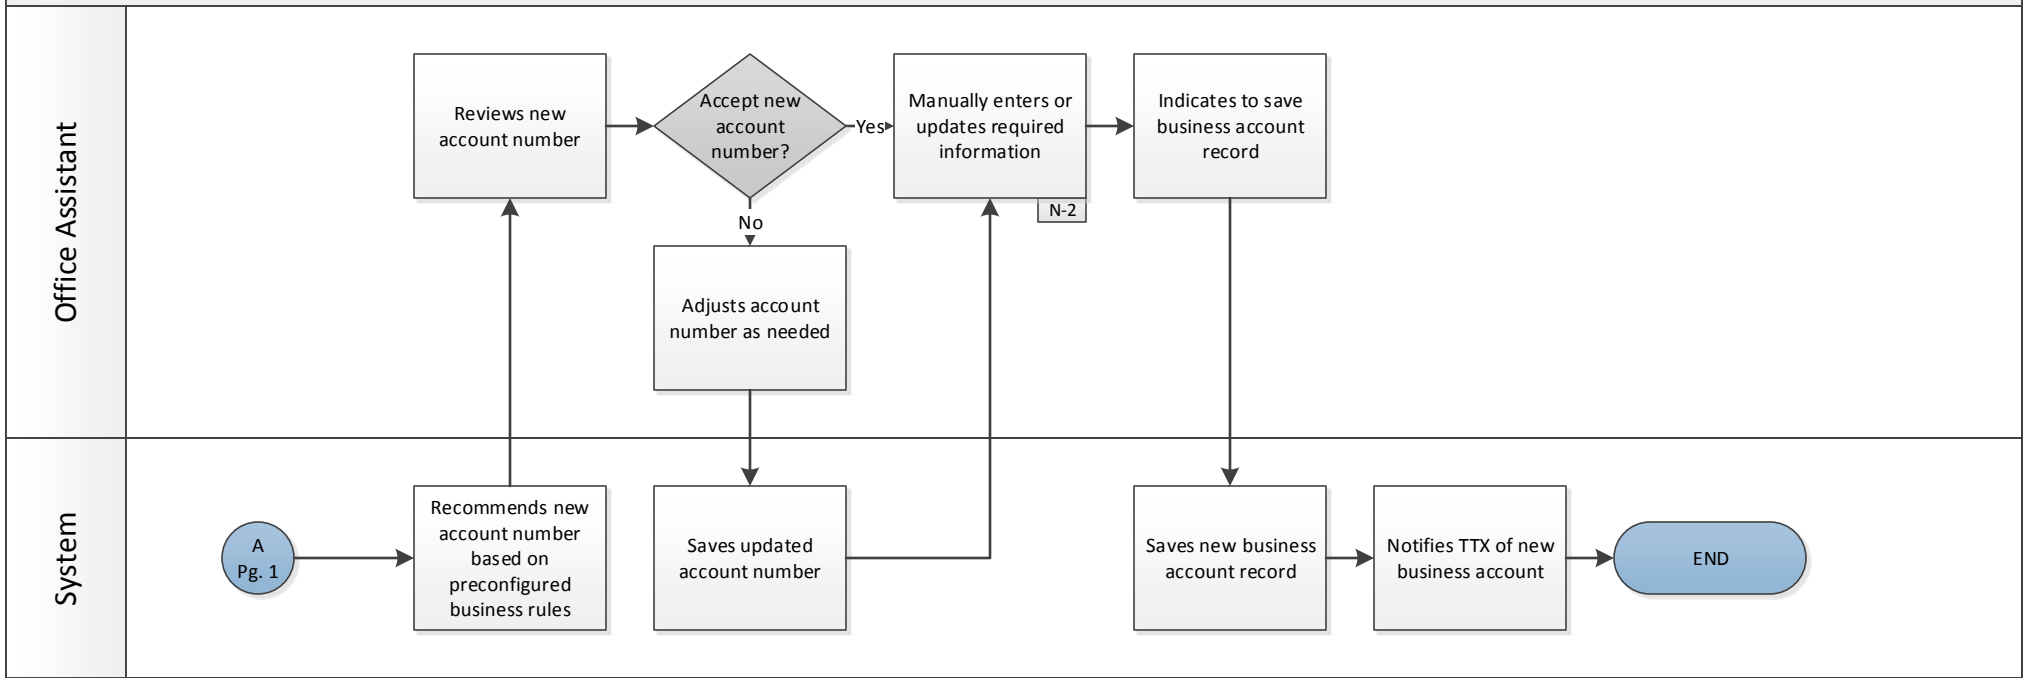 Office Assistant
Reviews new
account number
Accept new
account
number?
Yes
Manually enters or
updates required
information
N-2
Indicates to save
business account
record
No
Adjusts account
number as needed
System
A
Pg. 1
Recommends new
account number
based on
preconfigured
business rules
Saves updated
account number
Saves new business
account record
Notifies TTX of new
business account
END